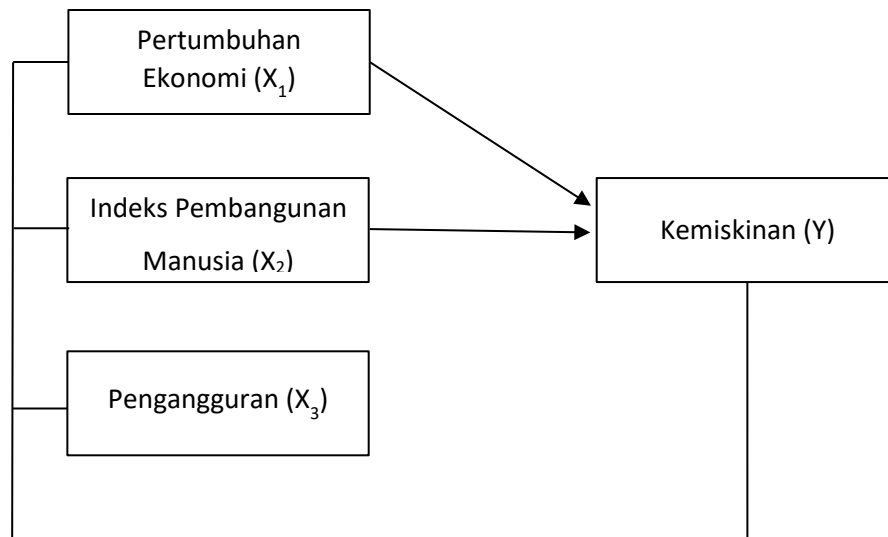 Pertumbuhan
Ekonomi (X₁)
Indeks Pembangunan
Manusia (X₂)
Kemiskinan (Y)
Pengangguran (X₃)